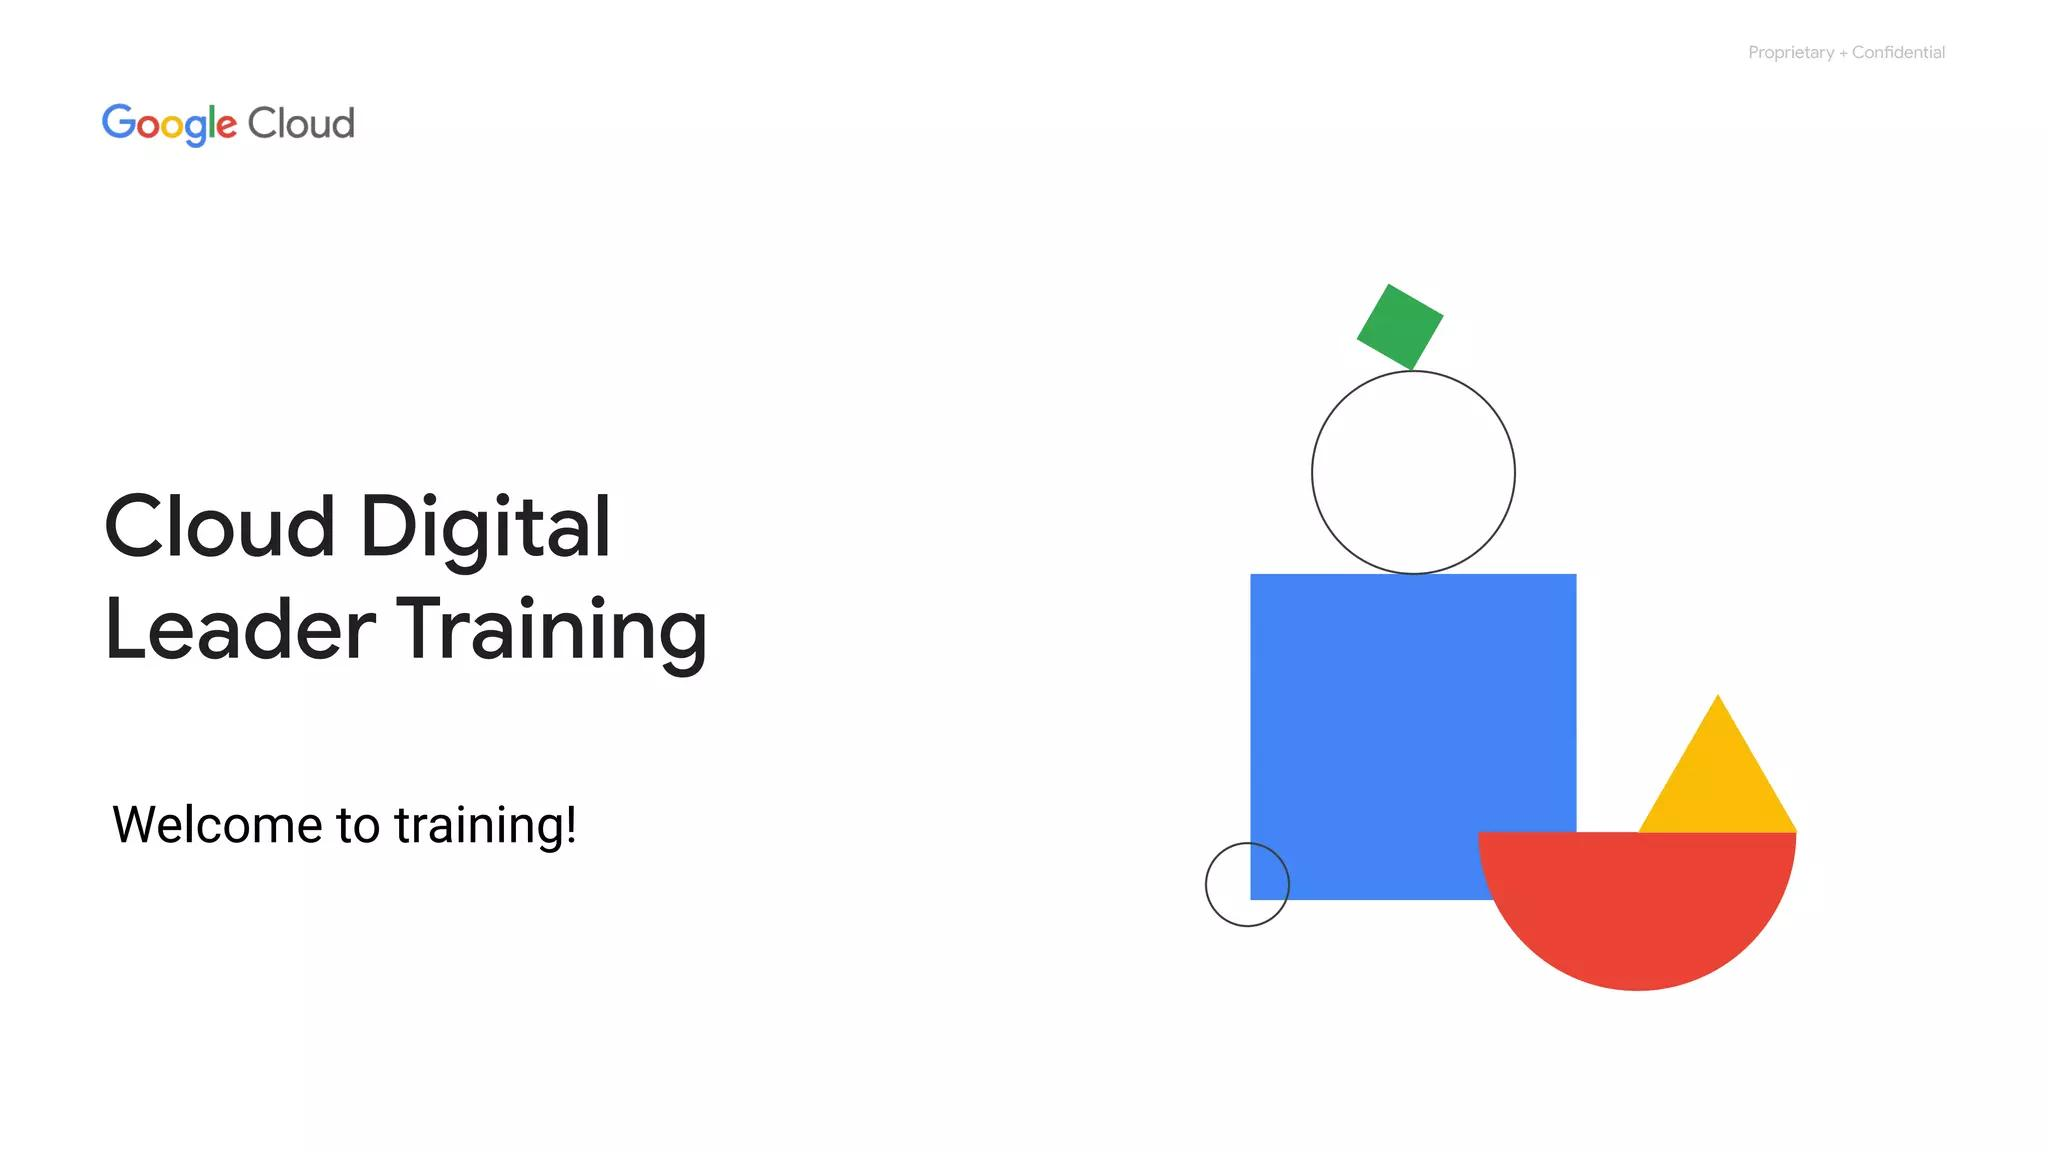 Proprietary + Confidential
Google Cloud
Cloud Digital
Leader Training
Welcome to training!